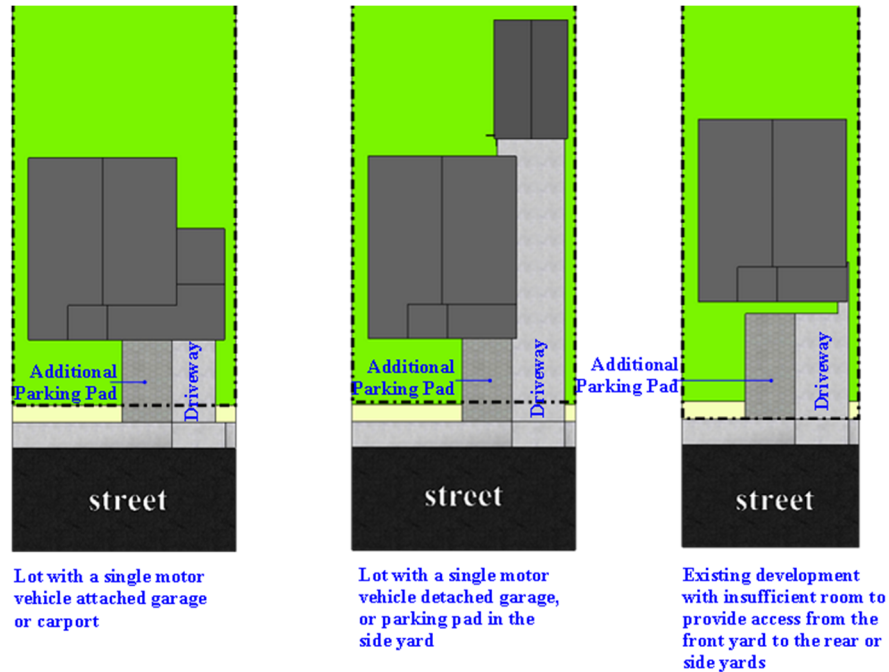 Additional
Parking Pad
Driveway
street
Lot with a single motor
vehicle attached garage
or carport
Additional
Parking Pad
Driveway
street
Lot with a single motor
vehicle detached garage,
or parking pad in the
side yard
Additional
Parking Pad
Driveway
street
Existing development
with insufficient room to
provide access from the
front yard to the rear or
side yards